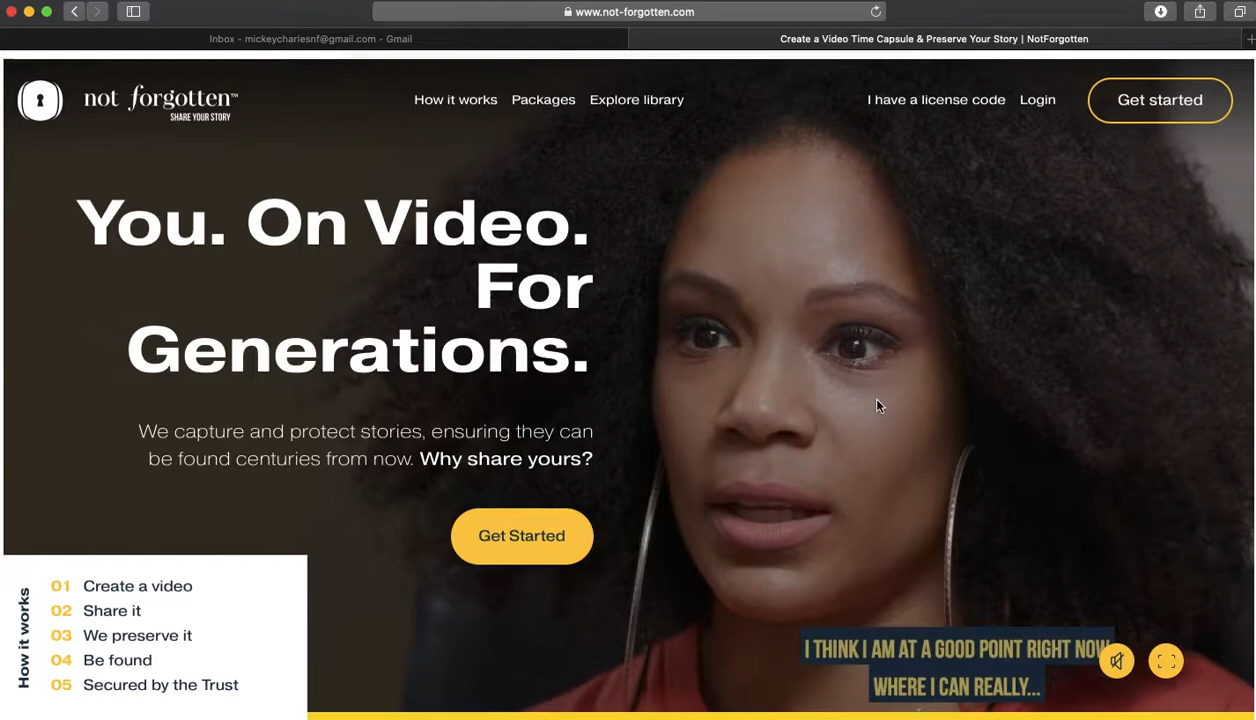 www.not-forgotten.com
Inbox - mickeycharlesnf@gmail.com - Gmail
Create a Video Time Capsule & Preserve Your Story | NotForgotten
not forgotten™
SHARE YOUR STORY
How it works
Packages
Explore library
I have a license code
Login
Get started
You. On Video.
For
Generations.
We capture and protect stories, ensuring they can
be found centuries from now. Why share yours?
Get Started
How it works
01 Create a video
02 Share it
03 We preserve it
04 Be found
05 Secured by the Trust
I THINK I AM AT A GOOD POINT RIGHT NOW
WHERE I CAN REALLY...